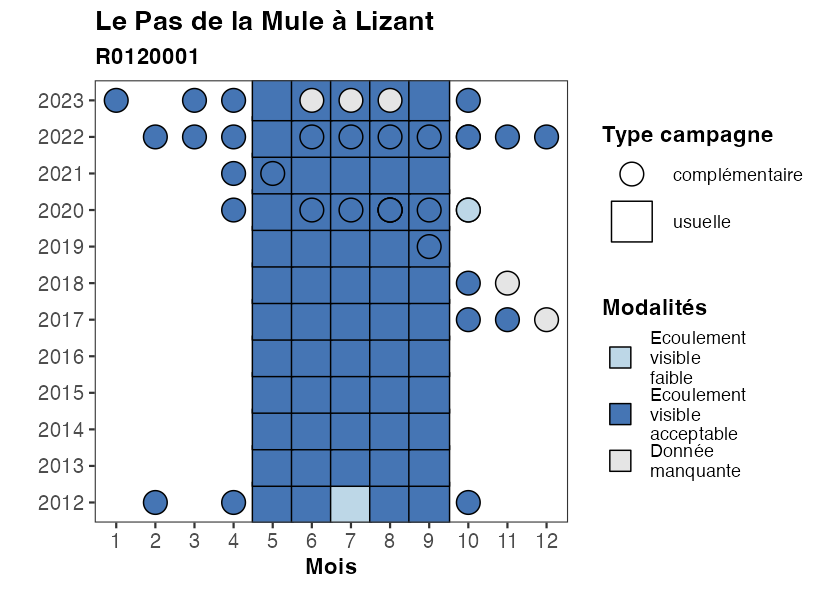 Le Pas de la Mule à Lizant
R0120001
2023
2022
2021
2020
2019
2018
2017
2016
2015
2014
2013
2012
1 2 3 4 5 6 7 8 9 10 11 12
Mois
Type campagne
complémentaire
usuelle
Modalités
Ecoulement
visible
faible
Ecoulement
visible
acceptable
Donnée
manquante